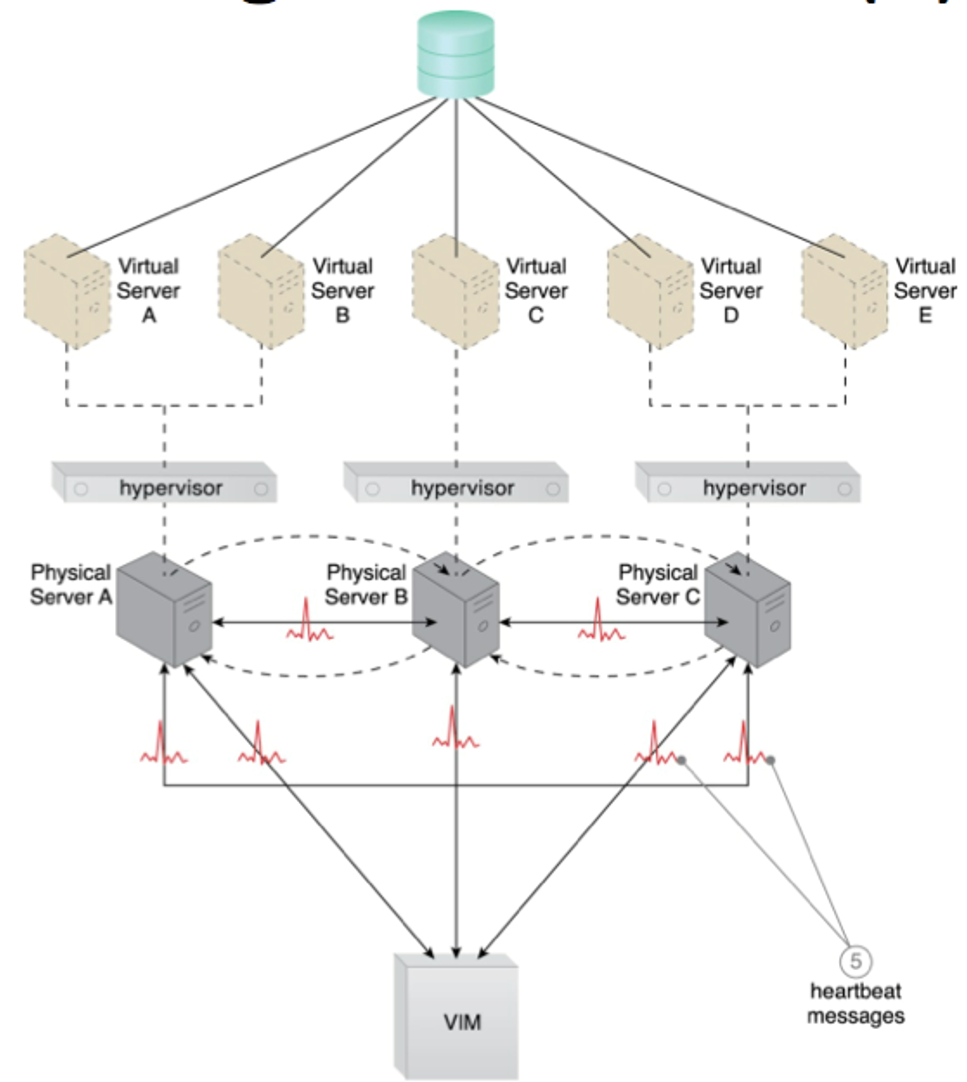 Virtual
Server
A
Virtual
Server
B
Virtual
Server
C
Virtual
Server
D
Virtual
Server
E
hypervisor
hypervisor
hypervisor
Physical
Server A
Physical
Server B
Physical
Server C
5
heartbeat
messages
VIM